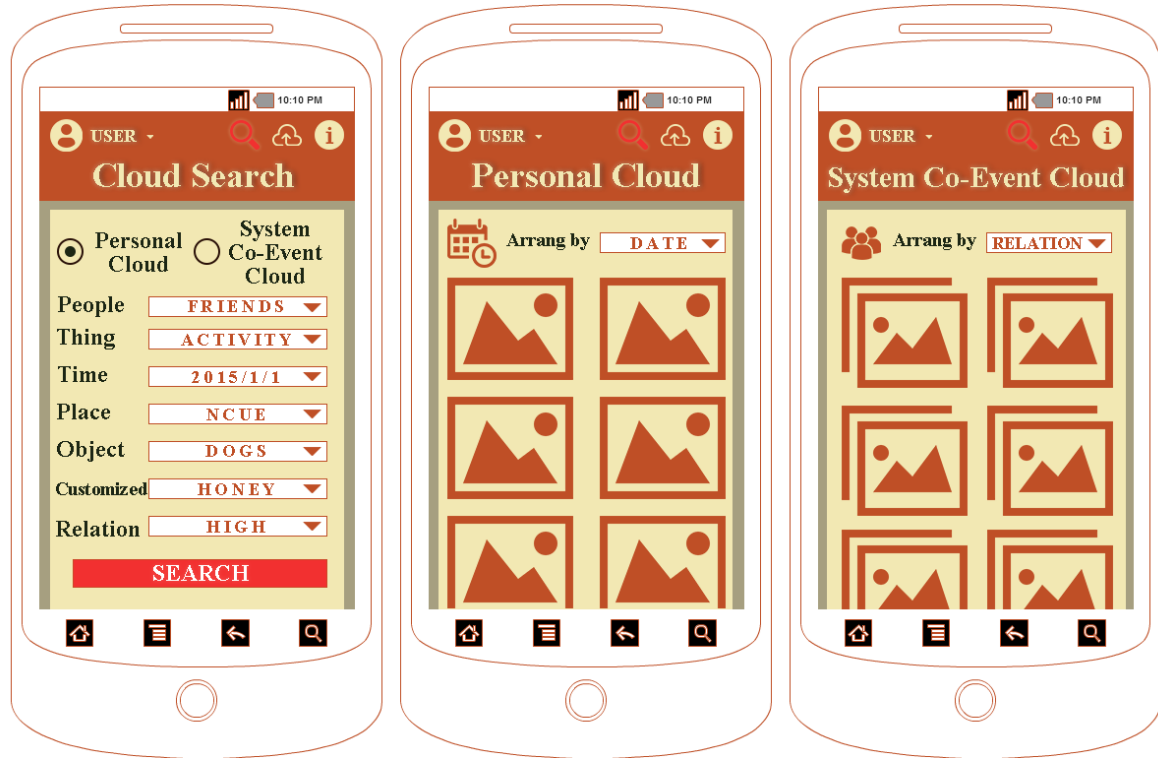 10:10 PM
USER
i
Cloud Search
Personal
Cloud
System
Co-Event
Cloud
People FRIENDS
Thing ACTIVITY
Time 2015/1/1
Place NCUE
Object DOGS
Customized HONEY
Relation HIGH
SEARCH
10:10 PM
USER
i
Personal Cloud
Arrang by DATE
10:10 PM
USER
i
System Co-Event Cloud
Arrang by RELATION